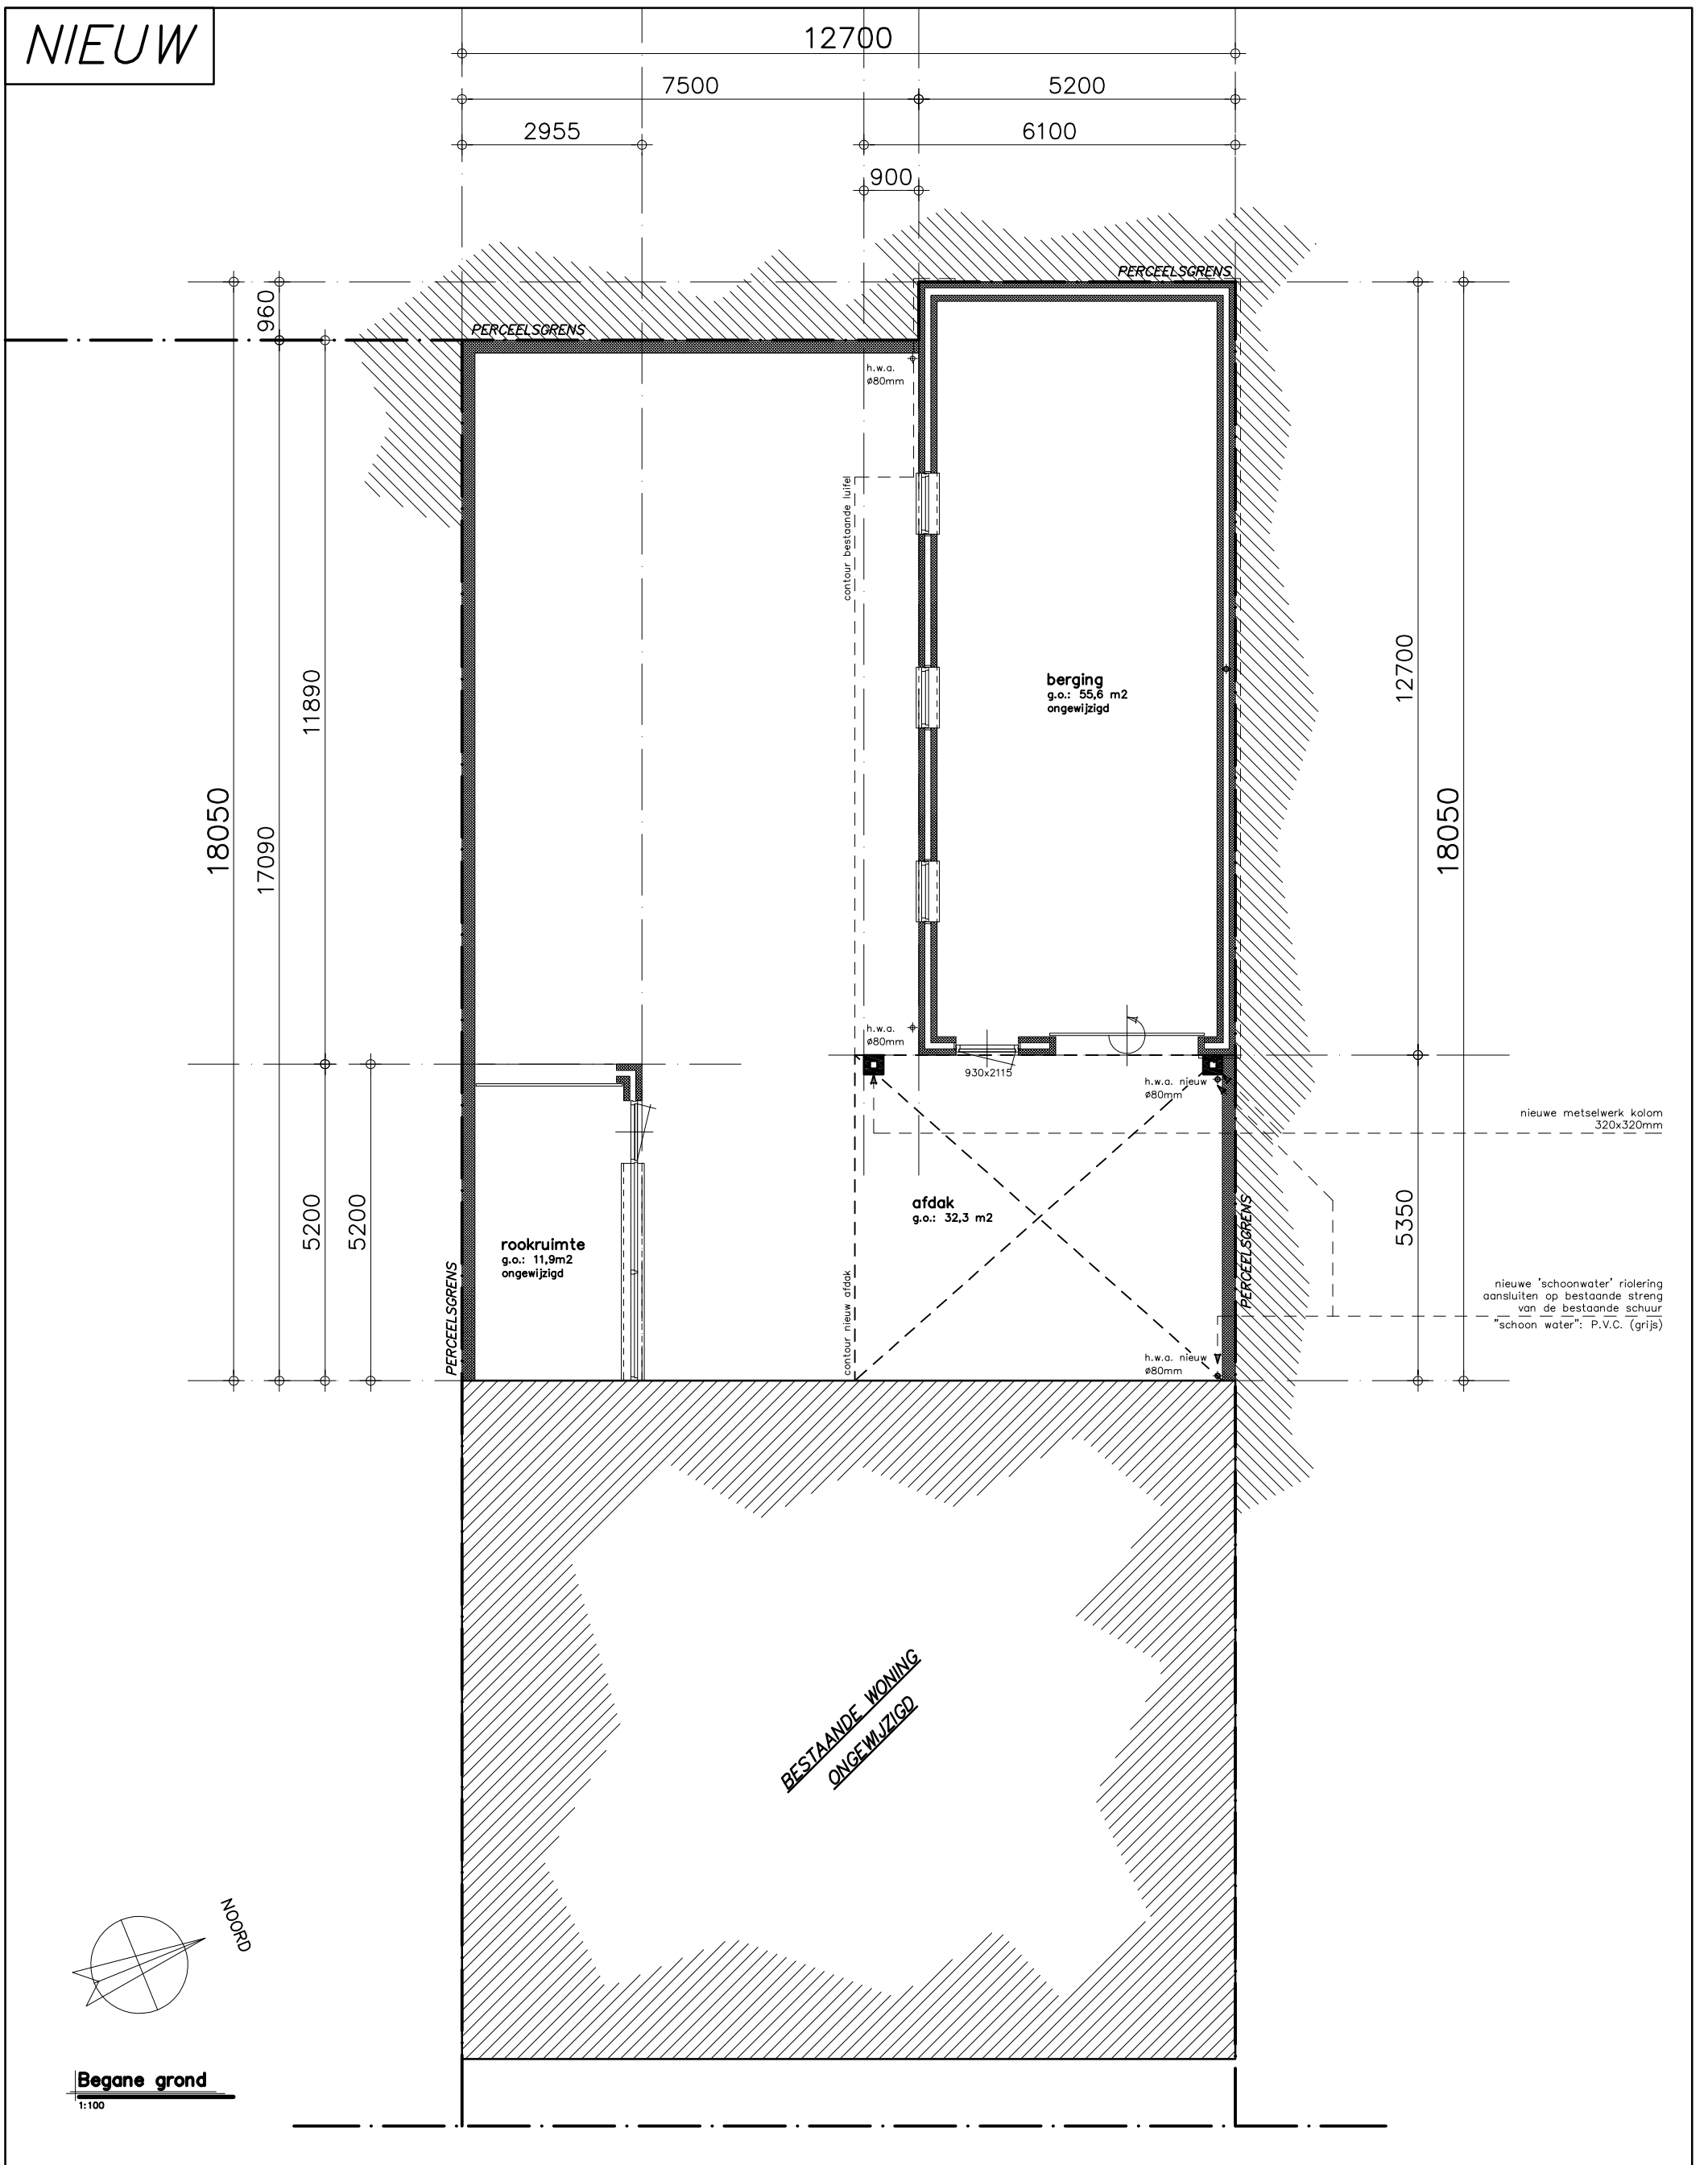 NIEUW
12700
7500
5200
2955
6100
900
PERCEELSGRENS
960
PERCEELSGRENS
h.w.a.
ø80mm
contour bestaande luifel
11890
12700
berging
g.o.: 55,6 m2
ongewijzigd
18050
18050
17090
h.w.a.
ø80mm
930x2115
h.w.a. nieuw
ø80mm
nieuwe metselwerk kolom
320x320mm
5200
5200
5350
afdak
g.o.: 32,3 m2
PERCEELSGRENS
rookruimte
g.o.: 11,9m2
ongewijzigd
PERCEELSGRENS
contour nieuw afdak
nieuwe 'schoonwater' riolering
aansluiten op bestaande streng
van de bestaande schuur
"schoon water": P.V.C. (grijs)
h.w.a. nieuw
ø80mm
BESTAANDE WONING
ONGEWIJZIGD
NOORD
Begane grond
1:100